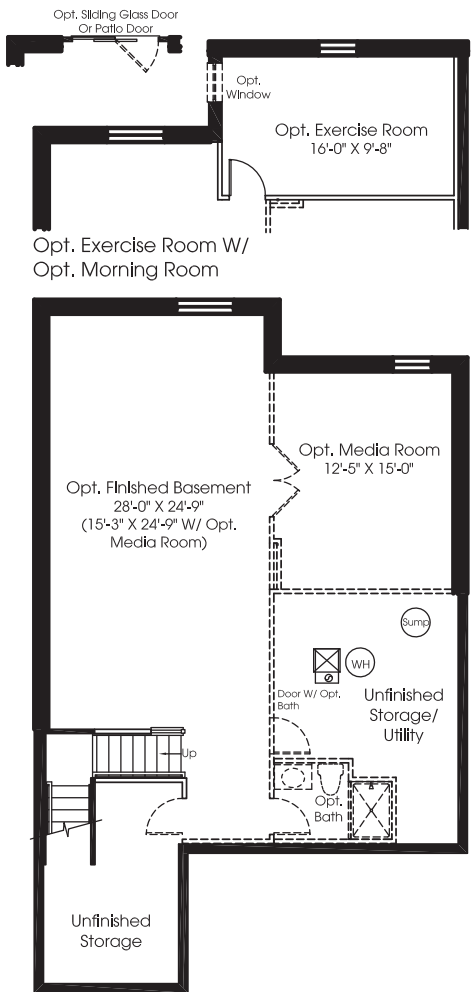 Opt. Sliding Glass Door
Or Patio Door
Opt.
Window
Opt. Exercise Room
16'-0" X 9'-8"
Opt. Exercise Room W/
Opt. Morning Room
Opt. Media Room
12'-5" X 15'-0"
Opt. Finished Basement
28'-0" X 24'-9"
(15'-3" X 24'-9" W/ Opt.
Media Room)
Sump
WH
Door W/ Opt.
Bath
Unfinished
Storage/
Utility
Up
Opt.
Bath
Unfinished
Storage